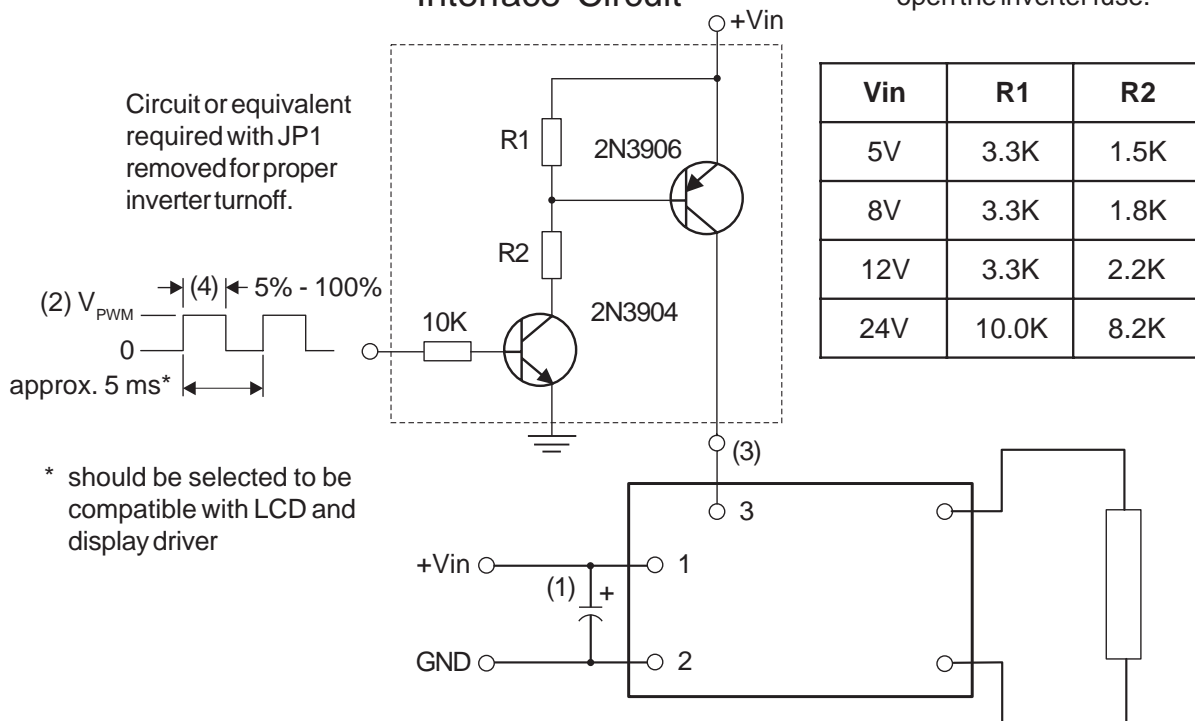 Interface Circuit
open the inverter fuse.
+Vin
Circuit or equivalent
required with JP1
removed for proper
inverter turnoff.
R1
2N3906
R2
(2) VPWM
(4)
5% - 100%
0
approx. 5 ms*
10K
2N3904
Vin R1 R2
5V 3.3K 1.5K
8V 3.3K 1.8K
12V 3.3K 2.2K
24V 10.0K 8.2K
* should be selected to be
compatible with LCD and
display driver
(3)
3
+Vin
1
(1)
+
GND
2